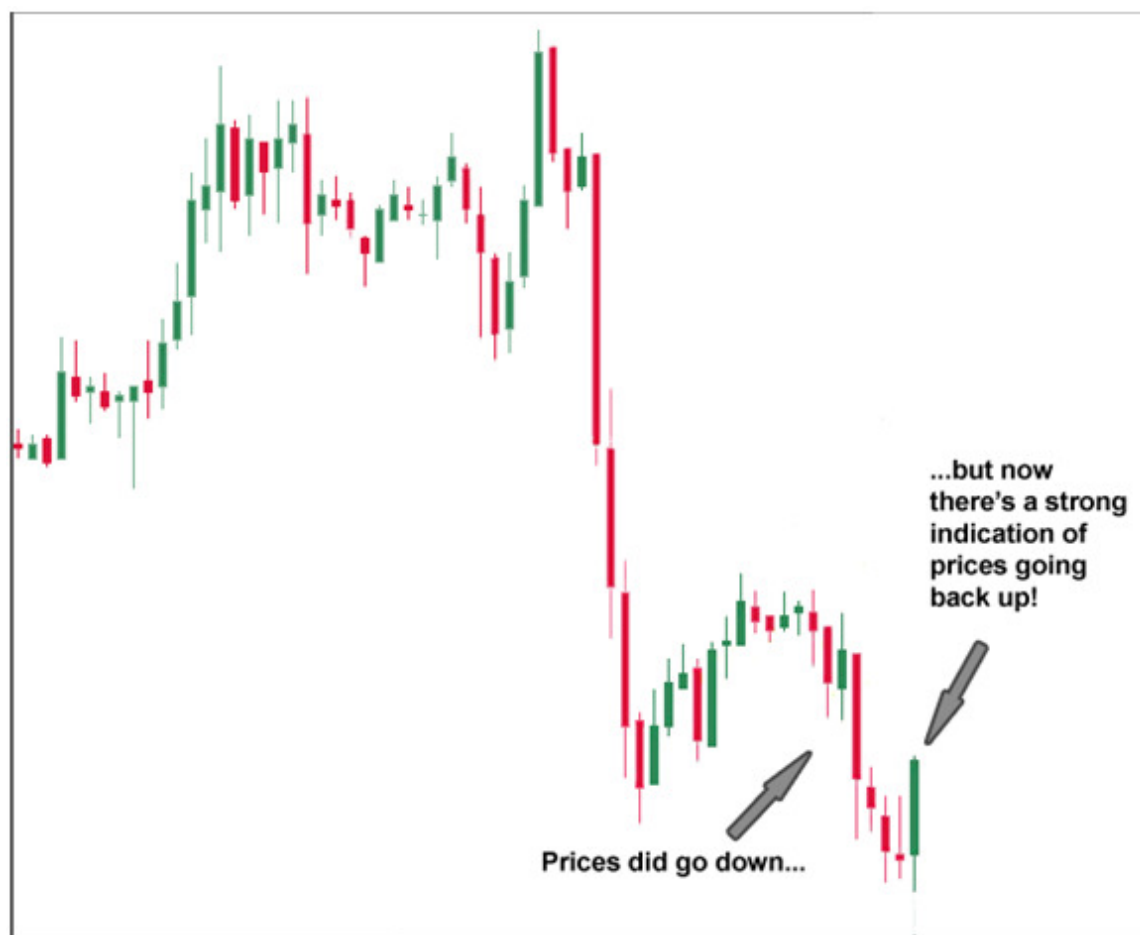 ...but now
there's a strong
indication of
prices going
back up!
Prices did go down...